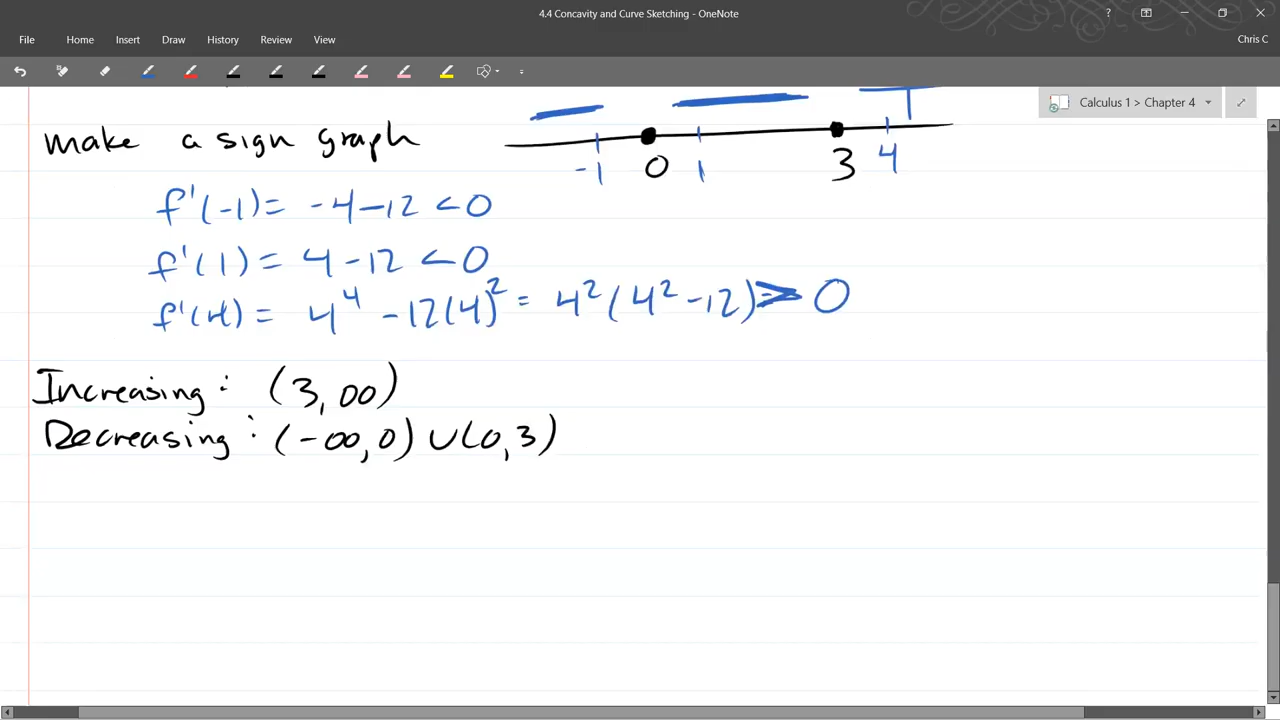 4.4 Concavity and Curve Sketching - OneNote
File Home Insert Draw History Review View Chris C
Calculus 1 > Chapter 4
make a sign graph
-1 0 1 3 4
f'(-1) = -4-12 < 0
f'(1) = 4-12 < 0
f'(4) = 4^4 - 12(4)^2 = 4^2(4^2-12) > 0
Increasing: (3, ∞)
Decreasing: (-∞, 0) ∪ (0, 3)